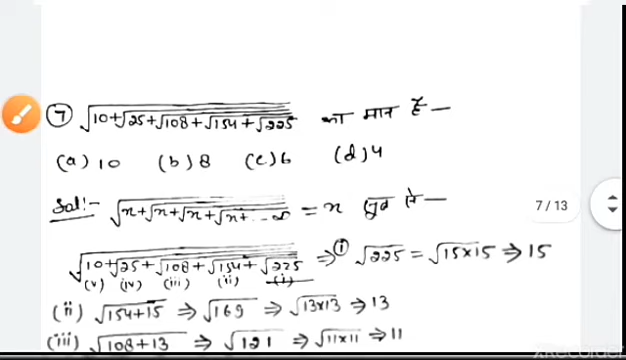 ⑦ √10+√25+√108+√154+√225 का मान है—
(a) 10 (b) 8 (c) 6 (d) 4
Sol:- √n+√n+√n+√n+...∞ = n सुत्र से—
7 / 13
√10+√25+√108+√154+√225 ⇒ (i) √225 = √15×15 ⇒ 15
(v) (iv) (iii) (ii) (i)
(ii) √154+15 ⇒ √169 ⇒ √13×13 ⇒ 13
(iii) √108+13 ⇒ √121 ⇒ √11×11 ⇒ 11